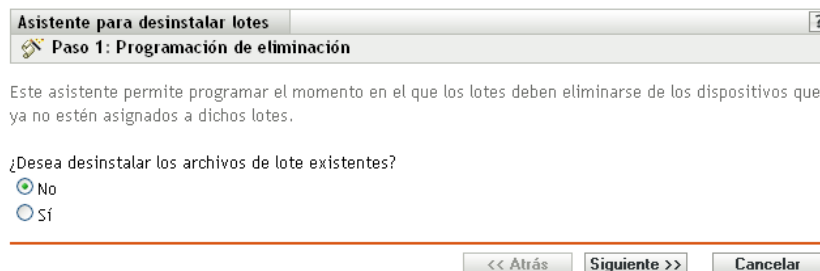 Asistente para desinstalar lotes
Paso 1: Programación de eliminación
Este asistente permite programar el momento en el que los lotes deben eliminarse de los dispositivos que
ya no estén asignados a dichos lotes.
¿Desea desinstalar los archivos de lote existentes?
No
Sí
<< Atrás Siguiente >> Cancelar